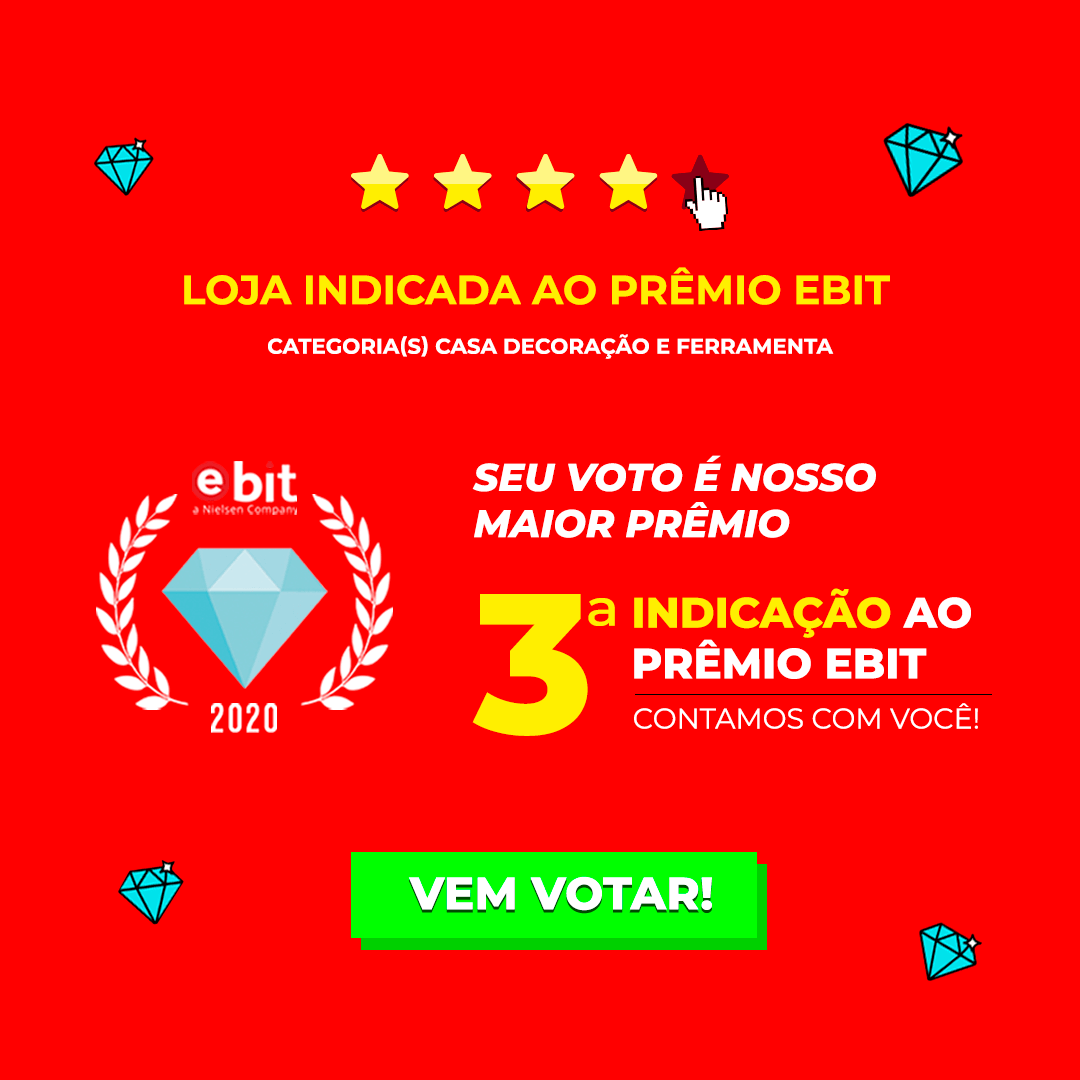 LOJA INDICADA AO PRÊMIO EBIT
CATEGORIA(S) CASA DECORAÇÃO E FERRAMENTA
ebit
a Nielsen Company
2020
SEU VOTO É NOSSO
MAIOR PRÊMIO
3a INDICAÇÃO AO
PRÊMIO EBIT
CONTAMOS COM VOCÊ!
VEM VOTAR!